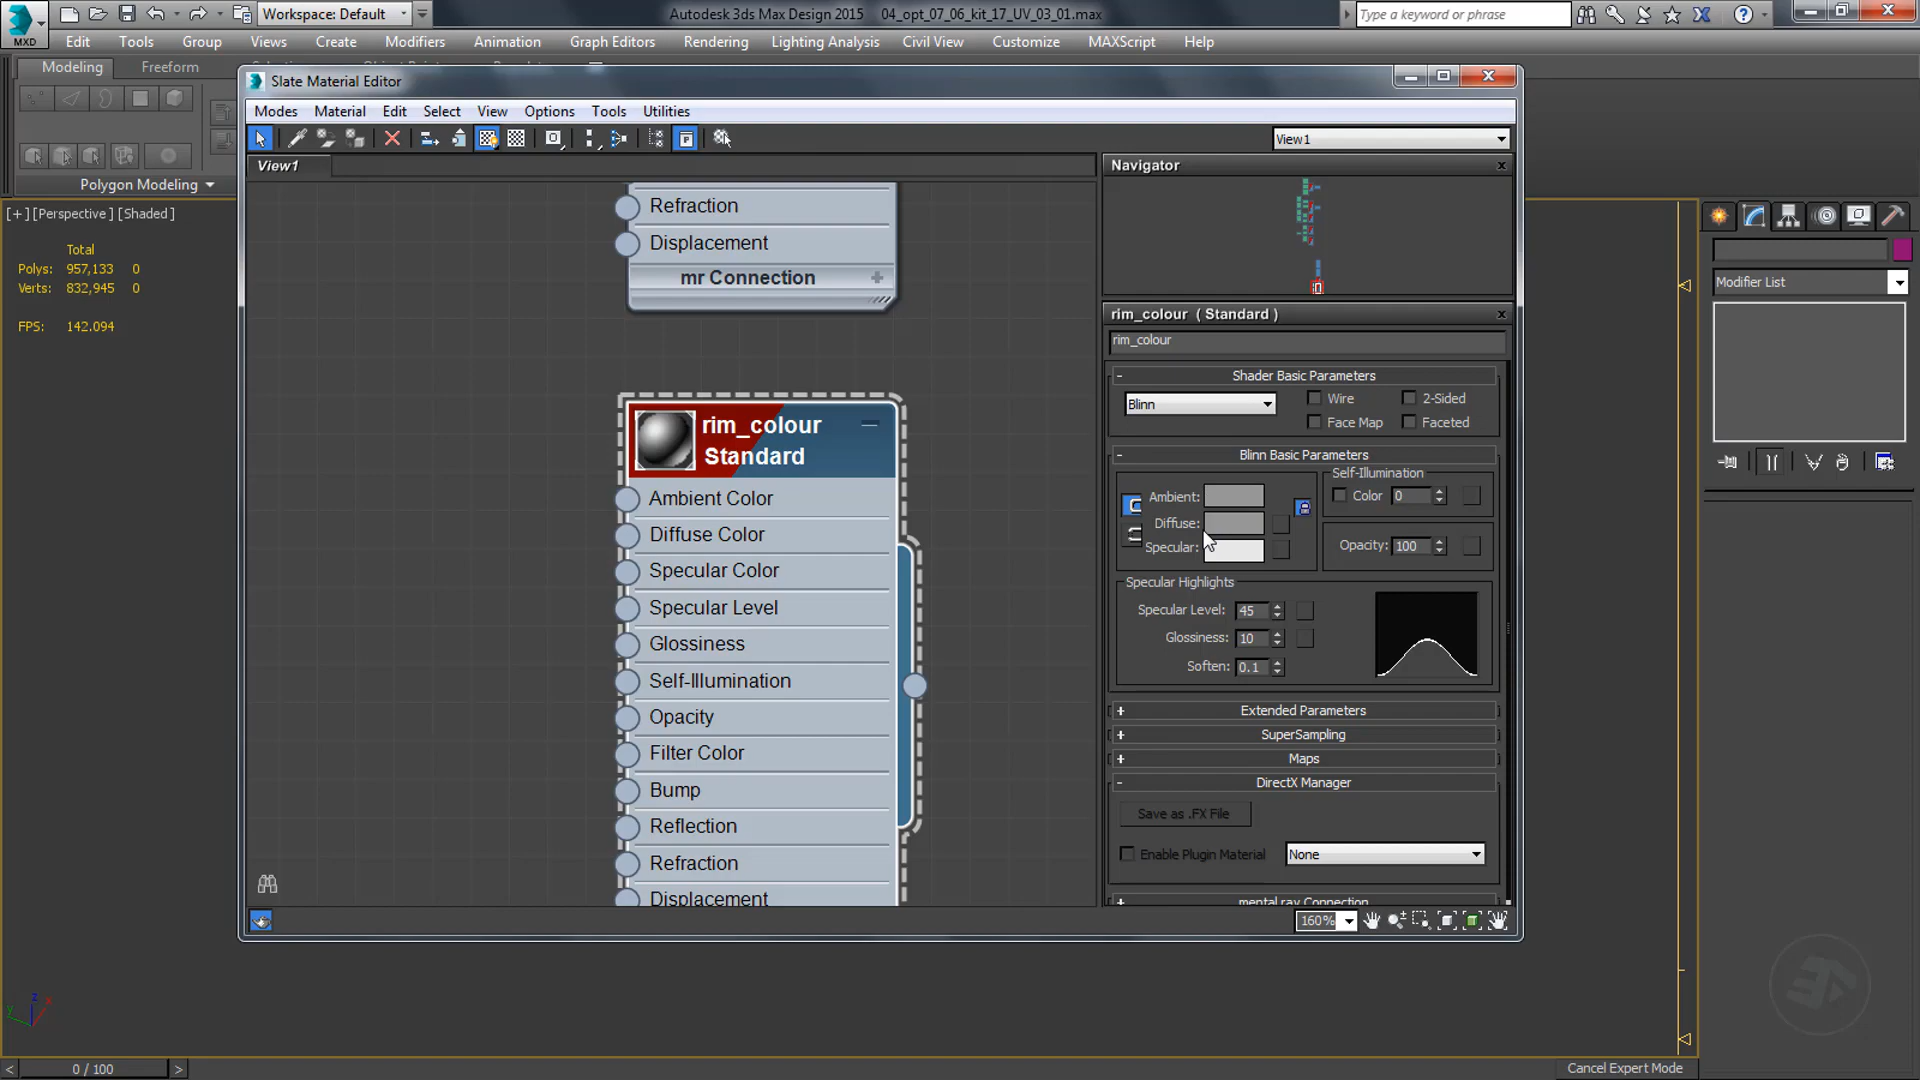 MXD
Workspace: Default
Autodesk 3ds Max Design 2015 04_opt_07_06_kit_17_UV_03_01.max
Type a keyword or phrase
Edit Tools Group Views Create Modifiers Animation Graph Editors Rendering Lighting Analysis Civil View Customize MAXScript Help
Modeling Freeform
Polygon Modeling
Slate Material Editor
Modes Material Edit Select View Options Tools Utilities
View1
View1
[+][Perspective][Shaded]
Total
Polys: 957,133 0
Verts: 832,945 0
FPS: 142.094
Refraction
Displacement
mr Connection
rim_colour
Standard
Ambient Color
Diffuse Color
Specular Color
Specular Level
Glossiness
Self-Illumination
Opacity
Filter Color
Bump
Reflection
Refraction
Displacement
Navigator
rim_colour ( Standard )
rim_colour
Shader Basic Parameters
Blinn
Wire
2-Sided
Face Map
Faceted
Blinn Basic Parameters
Ambient:
Diffuse:
Specular:
Self-Illumination
Color 0
Opacity: 100
Specular Highlights
Specular Level: 45
Glossiness: 10
Soften: 0.1
Extended Parameters
SuperSampling
Maps
DirectX Manager
Save as .FX File
Enable Plugin Material
None
mental ray Connection
160%
Modifier List
z
x
y
0 / 100
Cancel Expert Mode